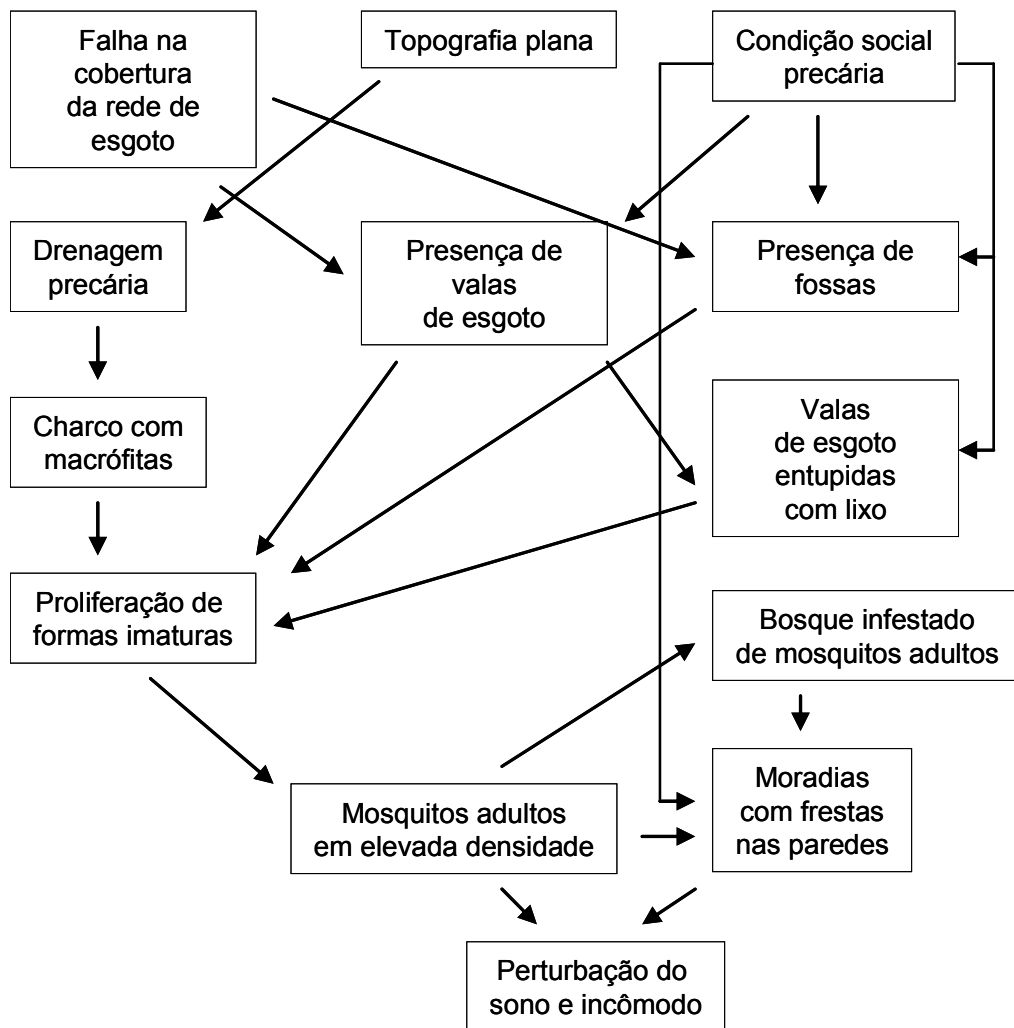 Falha na
cobertura
da rede de
esgoto
Topografia plana
Condição social
precária
Drenagem
precária
Presença de
valas
de esgoto
Presença de
fossas
Charco com
macrófitas
Valas
de esgoto
entupidas
com lixo
Proliferação de
formas imaturas
Bosque infestado
de mosquitos adultos
Mosquitos adultos
em elevada densidade
Moradias
com frestas
nas paredes
Perturbação do
sono e incômodo